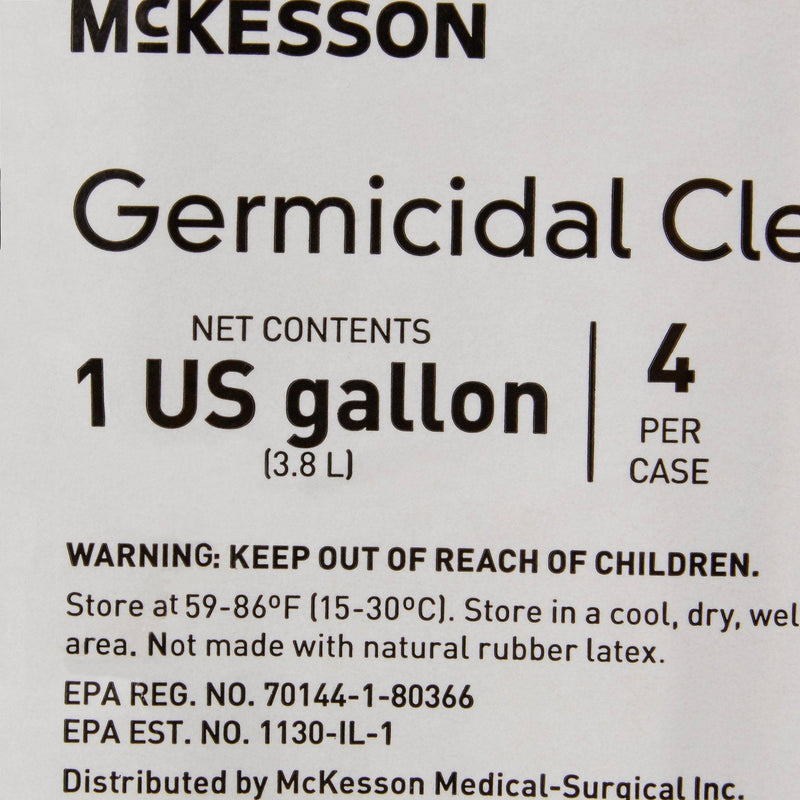 McKESSON
Germicidal Cle
NET CONTENTS
1 US gallon
(3.8 L)
4
PER
CASE
WARNING: KEEP OUT OF REACH OF CHILDREN.
Store at 59-86ºF (15-30ºC). Store in a cool, dry, wel
area. Not made with natural rubber latex.
EPA REG. NO. 70144-1-80366
EPA EST. NO. 1130-IL-1
Distributed by McKesson Medical-Surgical Inc.